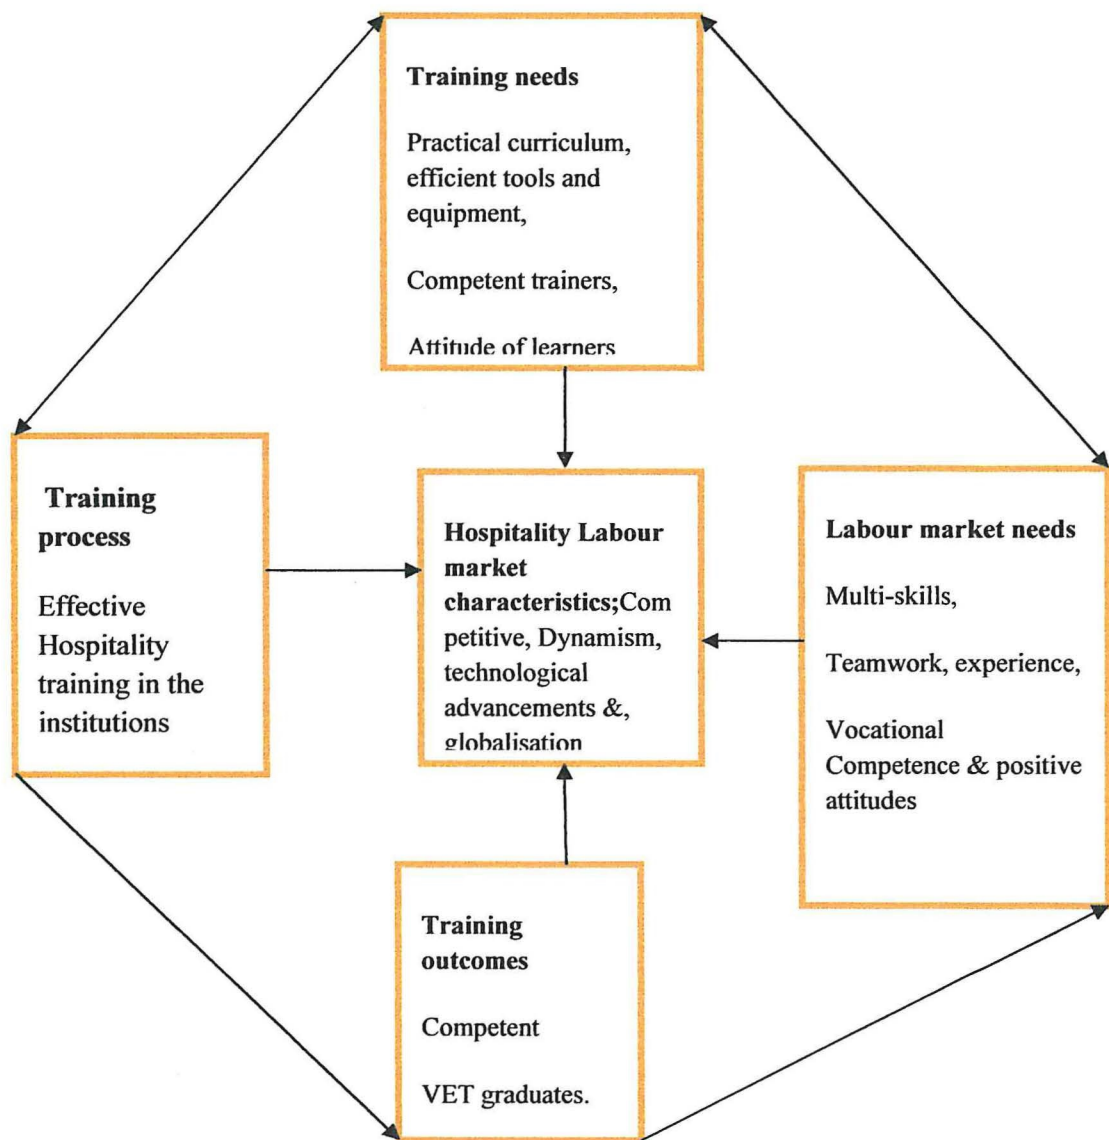 Training needs
Practical curriculum,
efficient tools and
equipment,
Competent trainers,
Attitude of learners
Training
process
Effective
Hospitality
training in the
institutions
Hospitality Labour
market
characteristics;Com
petitive, Dynamism,
technological
advancements &,
globalisation
Labour market needs
Multi-skills,
Teamwork, experience,
Vocational
Competence & positive
attitudes
Training
outcomes
Competent
VET graduates.